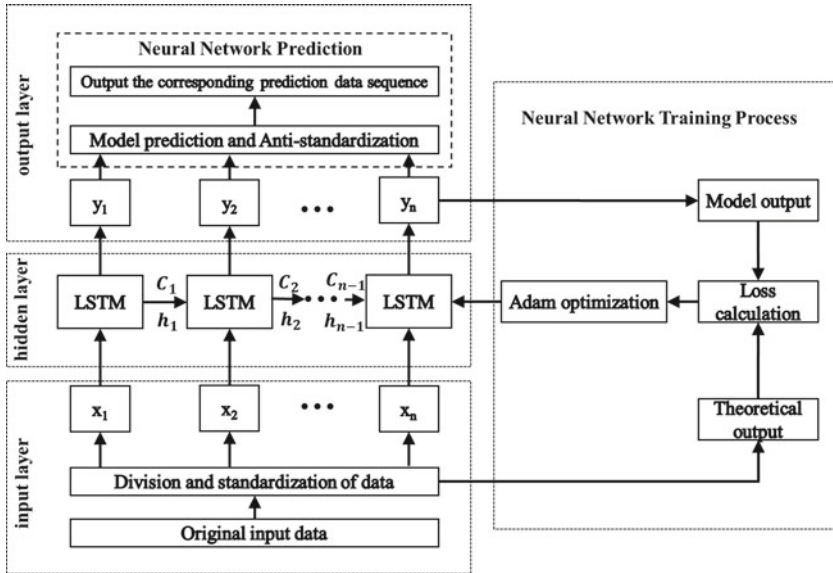 output layer
Neural Network Prediction
Output the corresponding prediction data sequence
Model prediction and Anti-standardization
y₁
y₂
•••
yₙ
hidden layer
LSTM
C₁
h₁
LSTM
C₂
h₂
•••
Cₙ₋₁
hₙ₋₁
LSTM
input layer
x₁
x₂
•••
xₙ
Division and standardization of data
Original input data
Neural Network Training Process
Model output
Adam optimization
Loss
calculation
Theoretical
output